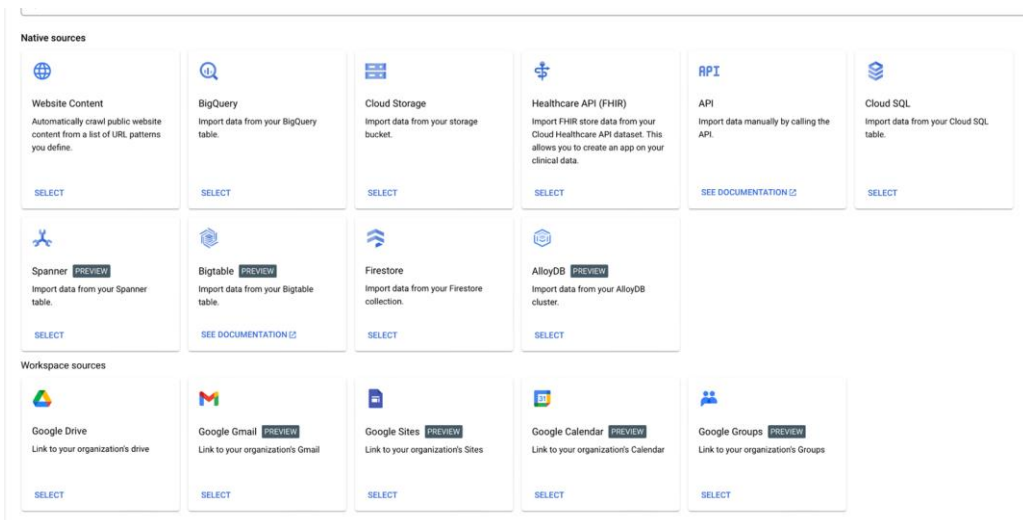 Native sources
Website Content
Automatically crawl public website
content from a list of URL patterns
you define.
SELECT
BigQuery
Import data from your BigQuery
table.
SELECT
Cloud Storage
Import data from your storage
bucket.
SELECT
Healthcare API (FHIR)
Import FHIR store data from your
Cloud Healthcare API dataset. This
allows you to create an app on your
clinical data.
SELECT
API
API
Import data manually by calling the
API.
SEE DOCUMENTATION
Cloud SQL
Import data from your Cloud SQL
table.
SELECT
Spanner PREVIEW
Import data from your Spanner
table.
SELECT
Bigtable PREVIEW
Import data from your Bigtable
table.
SEE DOCUMENTATION
Firestore
Import data from your Firestore
collection.
SELECT
AlloyDB PREVIEW
Import data from your AlloyDB
cluster.
SELECT
Workspace sources
Google Drive
Link to your organization's drive
SELECT
Google Gmail PREVIEW
Link to your organization's Gmail
SELECT
Google Sites PREVIEW
Link to your organization's Sites
SELECT
31
Google Calendar PREVIEW
Link to your organization's Calendar
SELECT
Google Groups PREVIEW
Link to your organization's Groups
SELECT